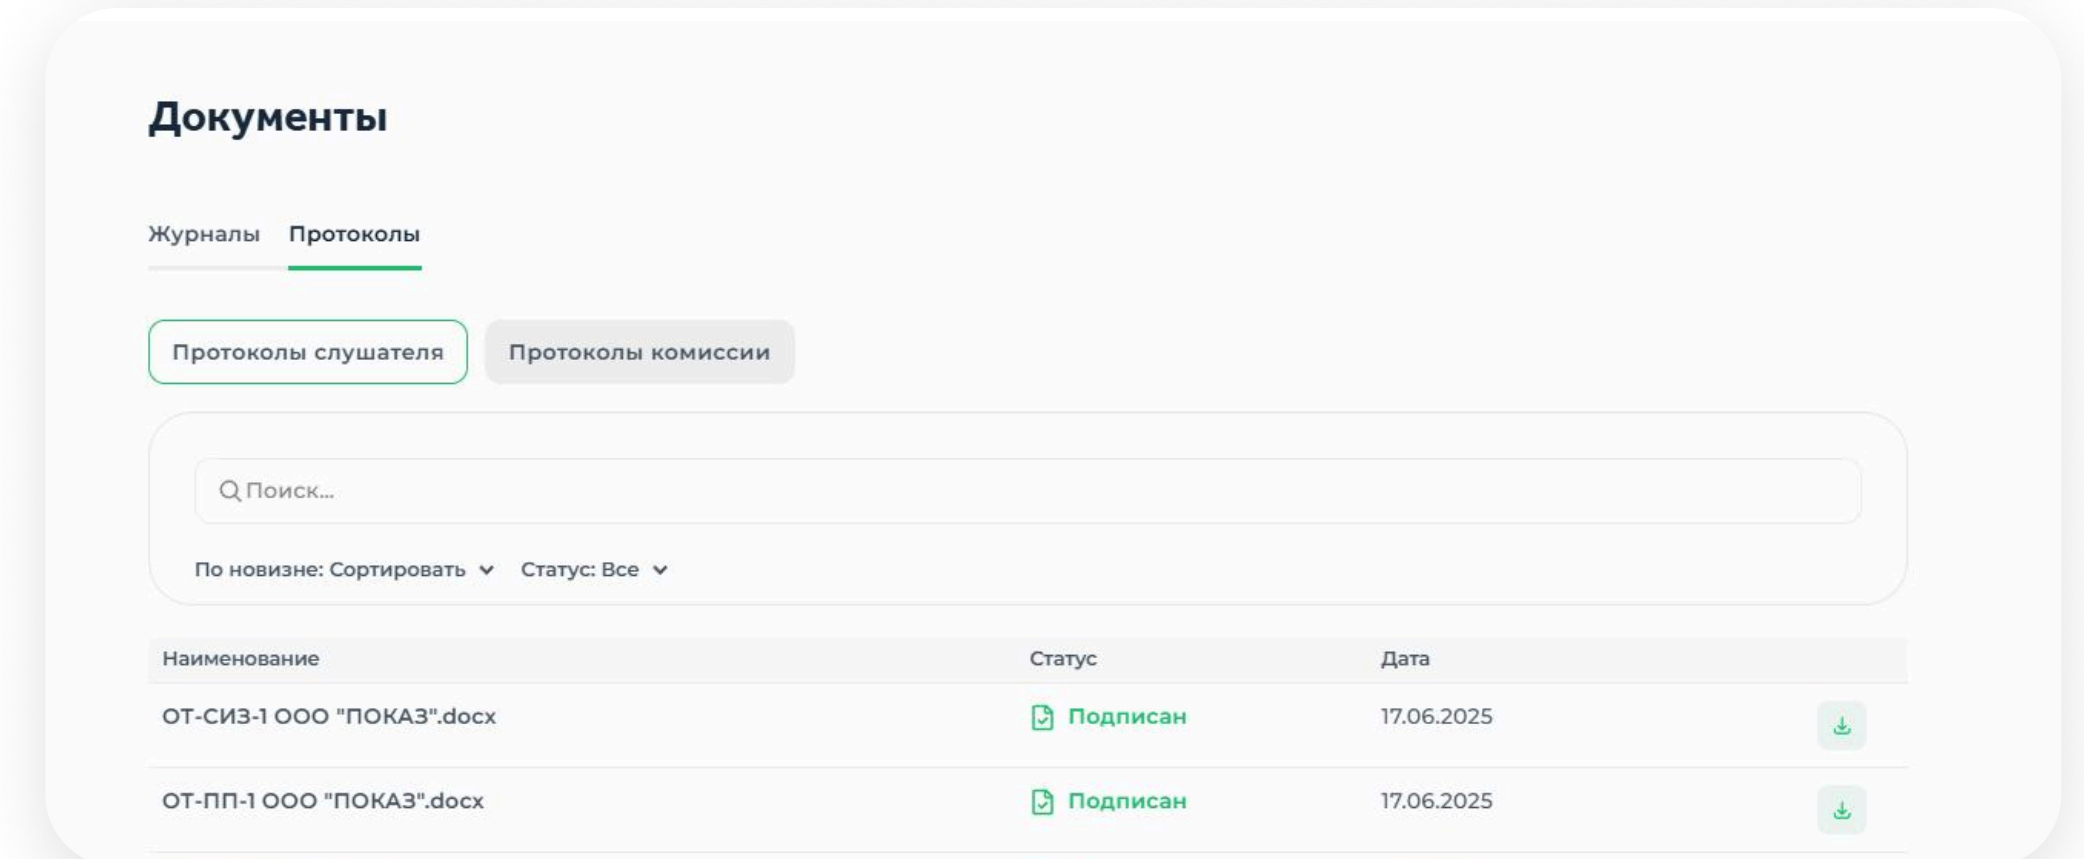 Документы
Журналы Протоколы
Протоколы слушателя Протоколы комиссии
Поиск...
По новизне: Сортировать Статус: Все
Наименование Статус Дата
ОТ-СИЗ-1 ООО "ПОКАЗ".docx Подписан 17.06.2025
ОТ-ПП-1 ООО "ПОКАЗ".docx Подписан 17.06.2025